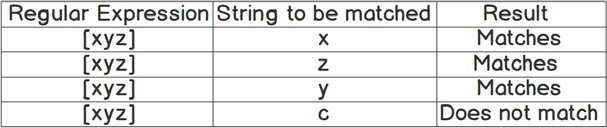 Regular Expression String to be matched Result
[xyz] x Matches
[xyz] z Matches
[xyz] y Matches
[xyz] c Does not match